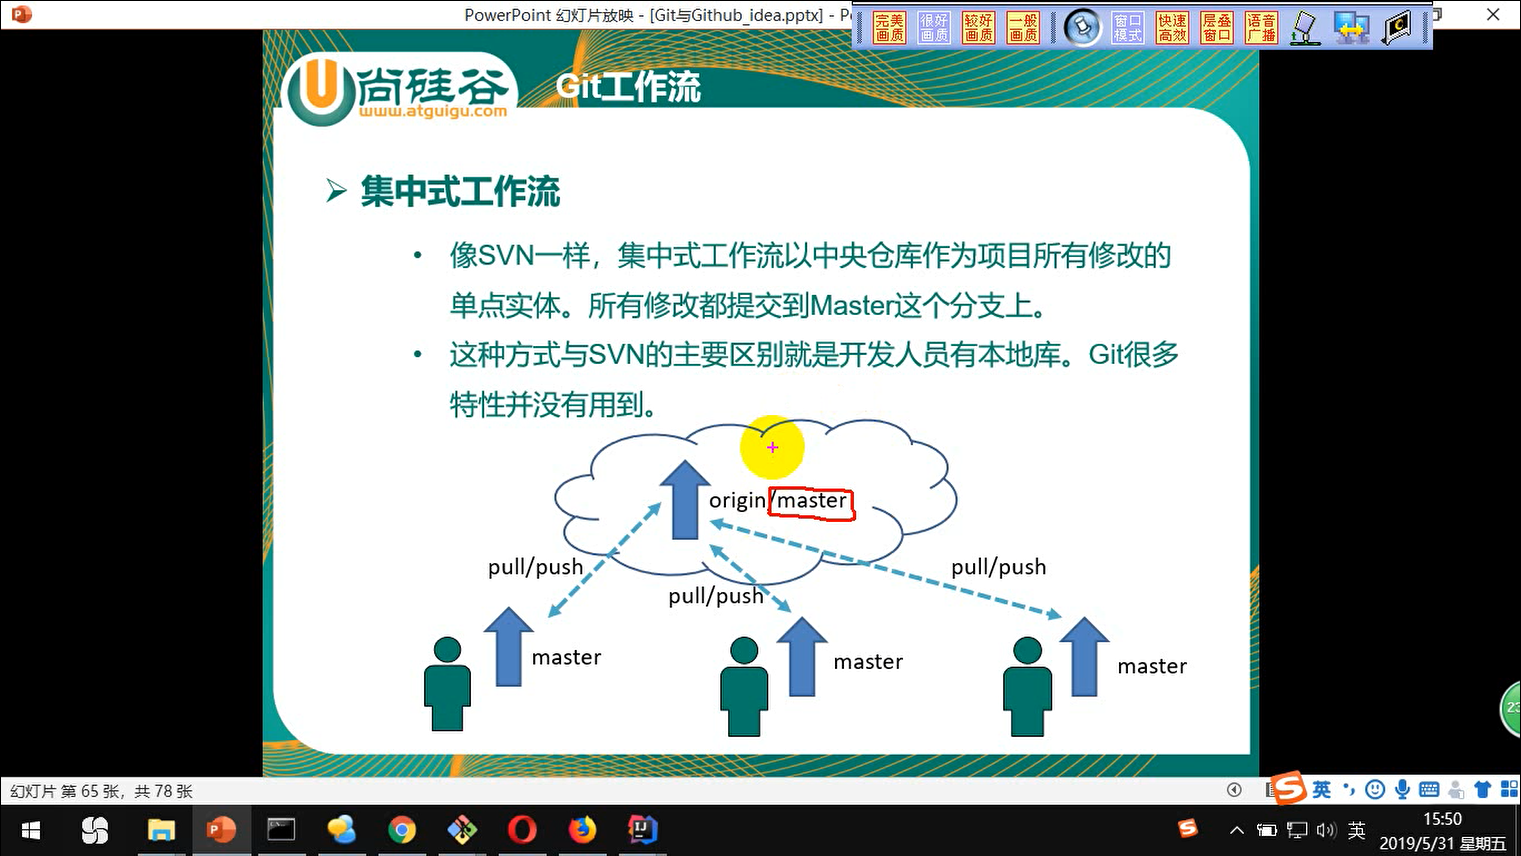 PowerPoint 幻灯片放映 - [Git与Github_idea.pptx] - P
完美画质
很好画质
较好画质
一般画质
窗口模式
快速高效
层叠窗口
语音广播
尚硅谷
www.atguigu.com
Git工作流
集中式工作流
像SVN一样，集中式工作流以中央仓库作为项目所有修改的
单点实体。所有修改都提交到Master这个分支上。
这种方式与SVN的主要区别就是开发人员有本地库。Git很多
特性并没有用到。
origin/master
pull/push
pull/push
pull/push
master
master
master
23
幻灯片 第 65 张，共 78 张
英
英
15:50
2019/5/31 星期五